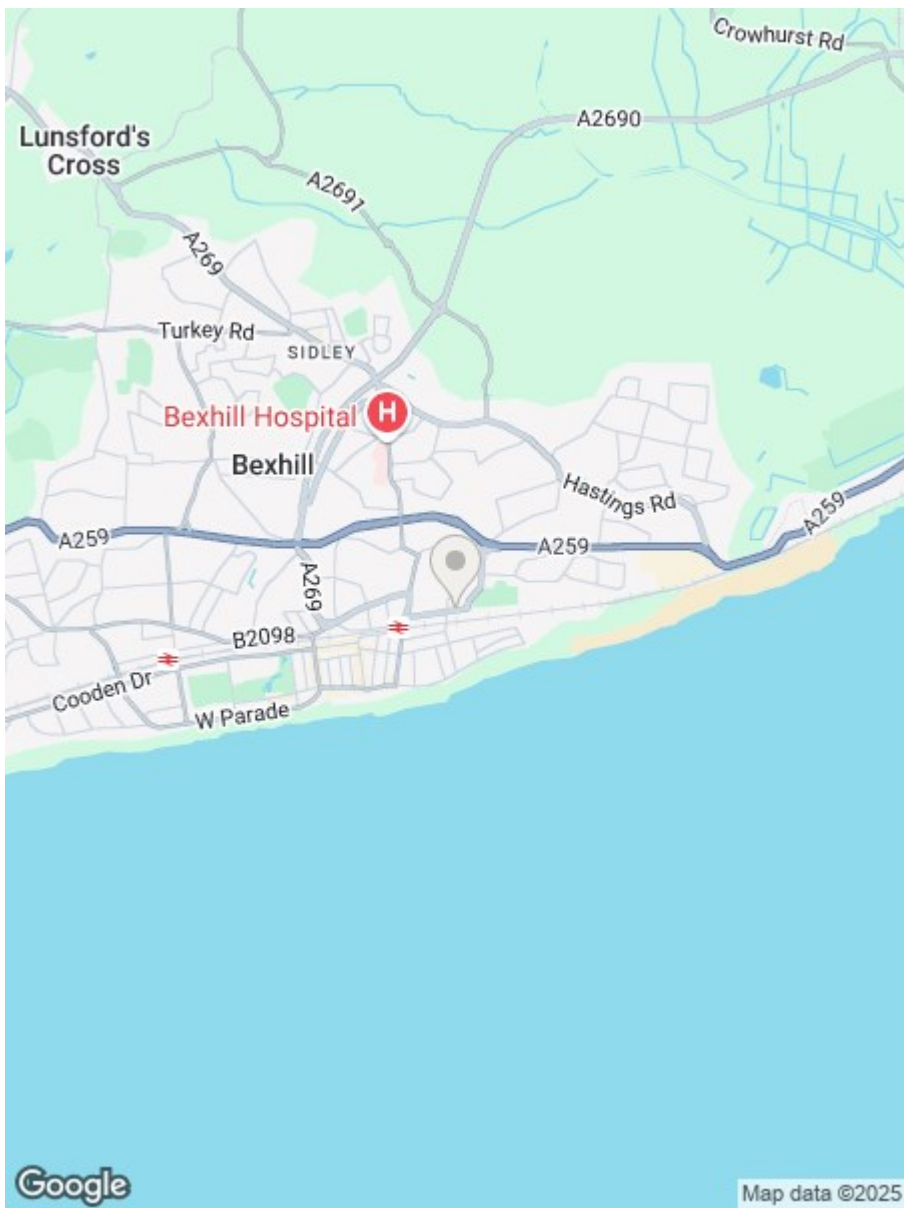 Crowhurst Rd
A2690
Lunsford's
Cross
A2697
A269
Turkey Rd
SIDLEY
Bexhill Hospital
H
Bexhill
Hastings Rd
A259
A259
A259
A269
B2098
Cooden Dr
W Parade
Google
Map data ©2025